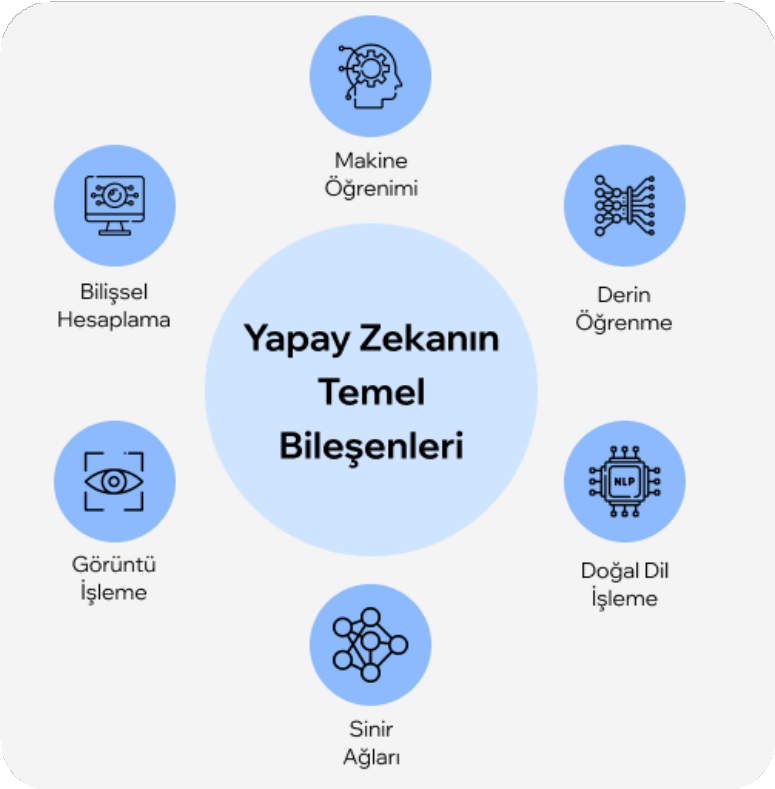 Makine
Öğrenimi
Derin
Öğrenme
NLP
Doğal Dil
İşleme
Sinir
Ağları
Görüntü
İşleme
Bilişsel
Hesaplama
Yapay Zekanın
Temel
Bileşenleri